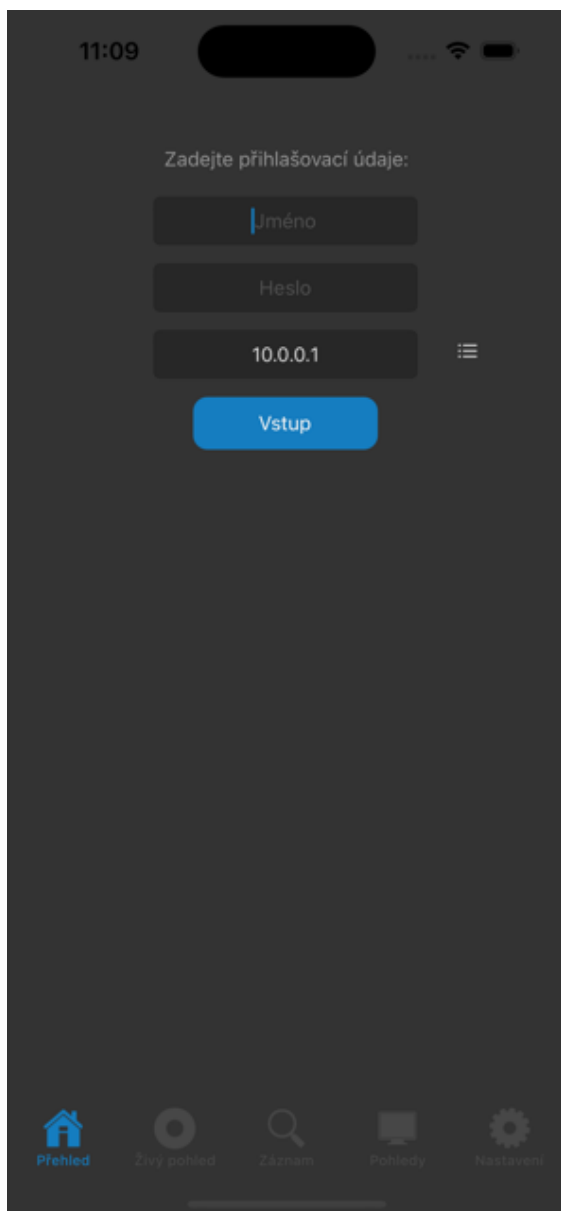 11:09
Zadejte přihlašovací údaje:
Jméno
Heslo
10.0.0.1
Vstup
Přehled Živý pohled Záznam Pohledy Nastavení